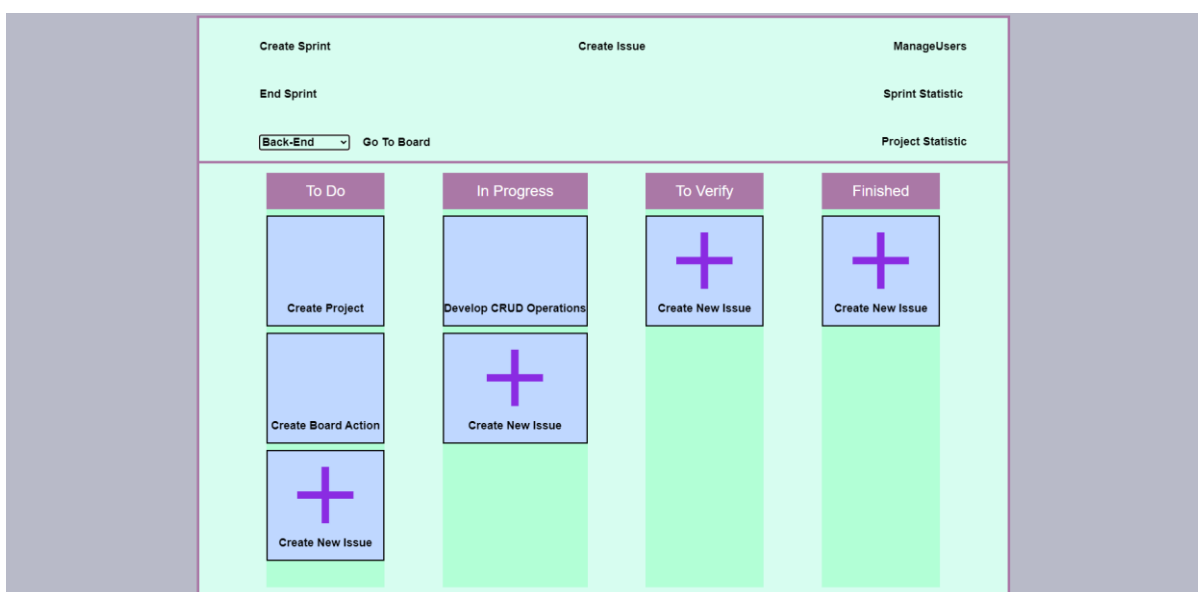 Create Sprint
Create Issue
ManageUsers
End Sprint
Sprint Statistic
Back-End
Go To Board
Project Statistic
To Do
In Progress
To Verify
Finished
Create Project
Develop CRUD Operations
Create New Issue
Create New Issue
Create Board Action
Create New Issue
Create New Issue